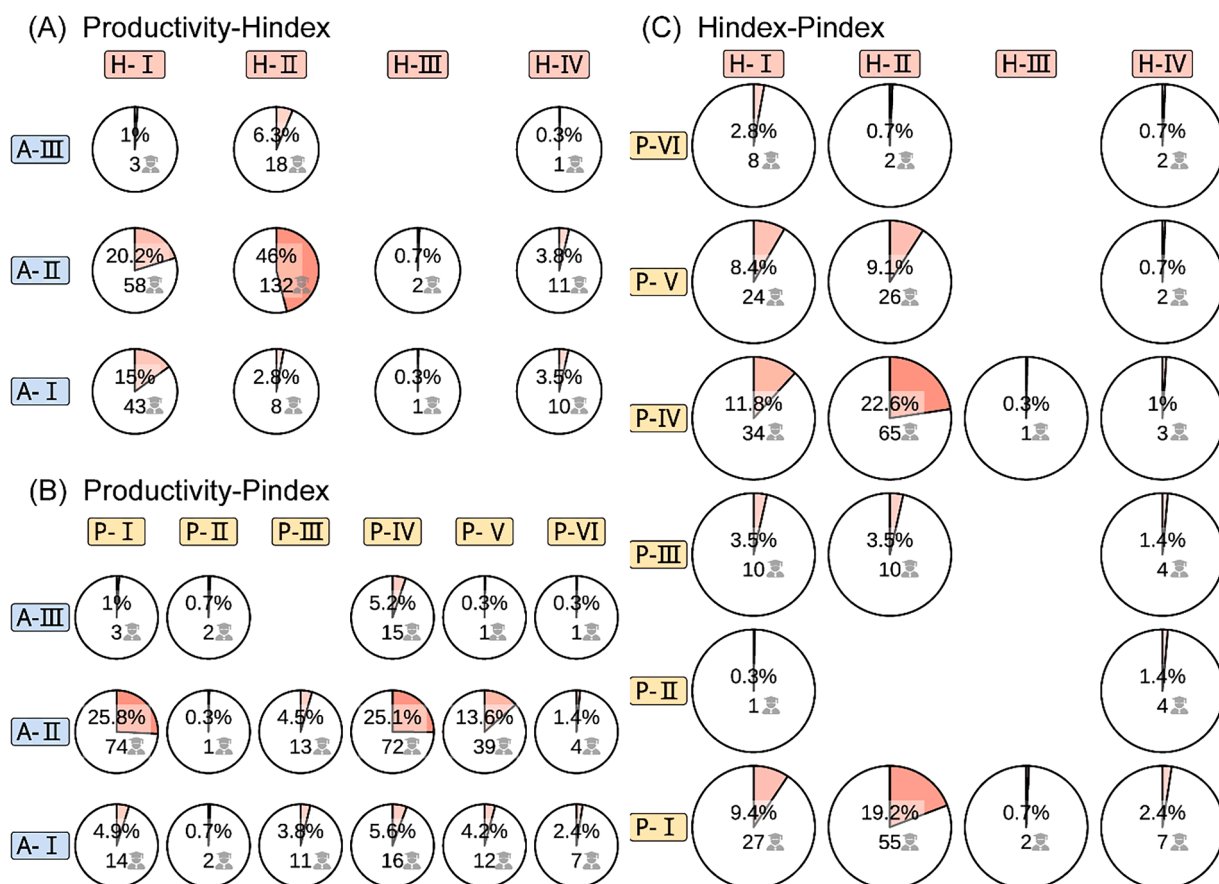 (A) Productivity-Hindex
H-Ⅰ H-Ⅱ H-Ⅲ H-Ⅳ
A-Ⅲ
1% 6.3% 0.3%
3 18 1
A-Ⅱ
20.2% 46% 0.7% 3.8%
58 132 2 11
A-Ⅰ
15% 2.8% 0.3% 3.5%
43 8 1 10
(B) Productivity-Pindex
P-Ⅰ P-Ⅱ P-Ⅲ P-Ⅳ P-Ⅴ P-Ⅵ
A-Ⅲ
1% 0.7% 5.2% 0.3% 0.3%
3 2 15 1 1
A-Ⅱ
25.8% 0.3% 4.5% 25.1% 13.6% 1.4%
74 1 13 72 39 4
A-Ⅰ
4.9% 0.7% 3.8% 5.6% 4.2% 2.4%
14 2 11 16 12 7
(C) Hindex-Pindex
H-Ⅰ H-Ⅱ H-Ⅲ H-Ⅳ
P-Ⅵ
2.8% 0.7% 0.7%
8 2 2
P-Ⅴ
8.4% 9.1% 0.7%
24 26 2
P-Ⅳ
11.8% 22.6% 0.3% 1%
34 65 1 3
P-Ⅲ
3.5% 3.5% 1.4%
10 10 4
P-Ⅱ
0.3% 1.4%
1 4
P-Ⅰ
9.4% 19.2% 0.7% 2.4%
27 55 2 7